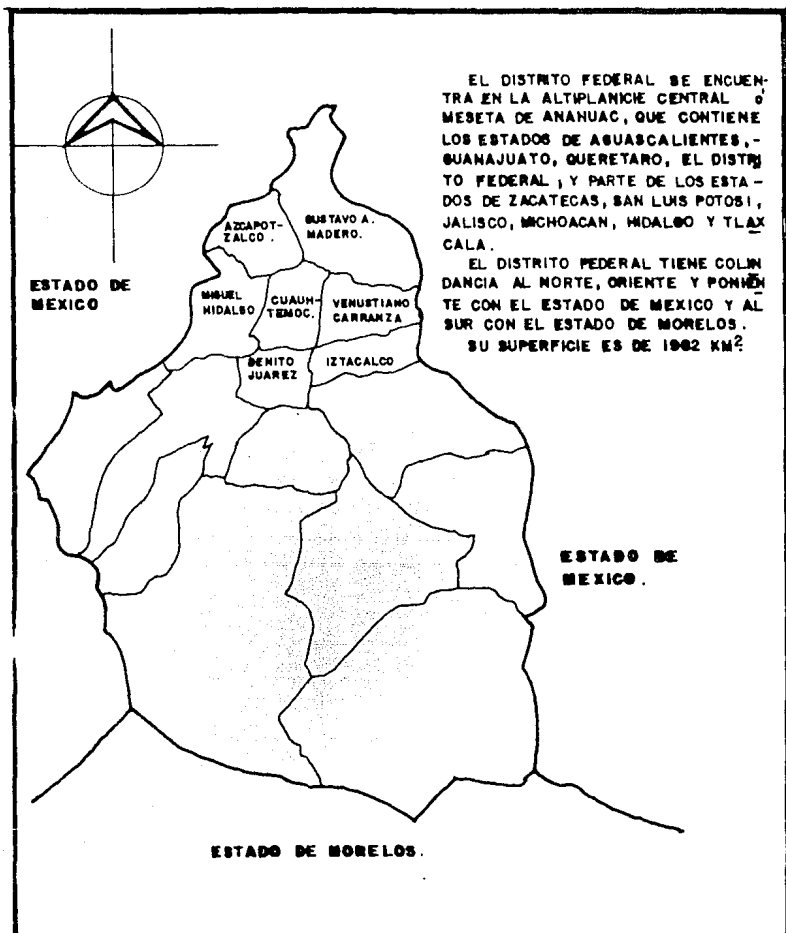 EL DISTRITO FEDERAL SE ENCUEN-
TRA EN LA ALTIPLANICIE CENTRAL ó
MESETA DE ANAHUAC, QUE CONTIENE
LOS ESTADOS DE AGUASCALIENTES,-
GUANAJUATO, QUERETARO, EL DISTRI
TO FEDERAL, Y PARTE DE LOS ESTA-
DOS DE ZACATECAS, SAN LUIS POTOSI,
JALISCO, MICHOACAN, HIDALGO Y TLAX
CALA.
EL DISTRITO FEDERAL TIENE COLIN
DANCIA AL NORTE, ORIENTE Y PONIEN
TE CON EL ESTADO DE MEXICO Y AL
SUR CON EL ESTADO DE MORELOS.
SU SUPERFICIE ES DE KM²
AZCAPOT-
ZALCO.
GUSTAVO A.
MADERO.
ESTADO DE
MEXICO
MIGUEL
HIDALGO
CUAUH-
TEMOC.
VENUSTIANO
CARRANZA
BENITO
JUAREZ
IZTACALCO
ESTADO DE
MEXICO.
ESTADO DE MORELOS.